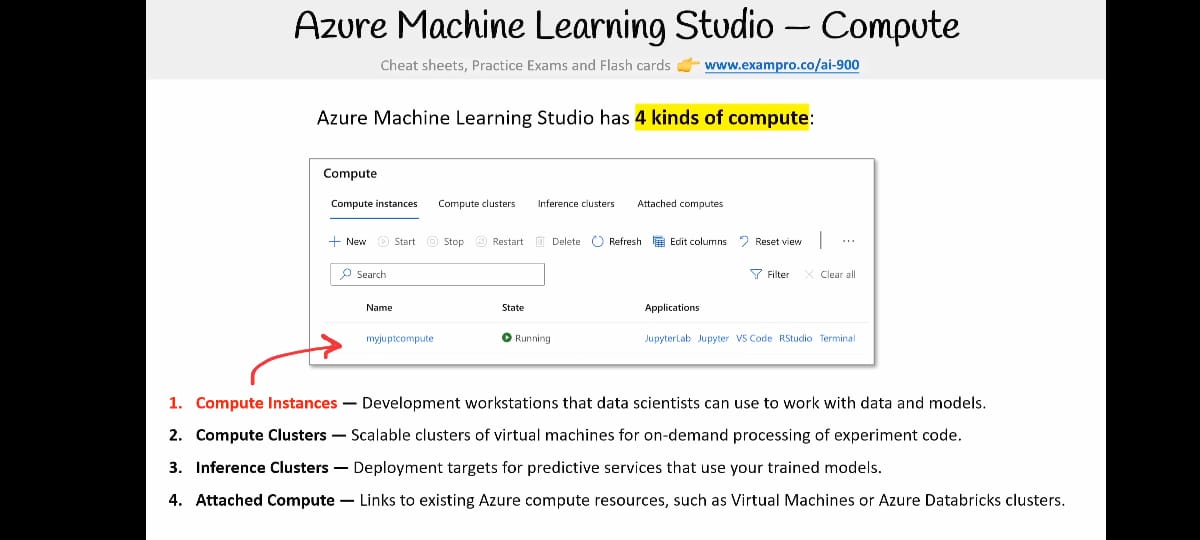 Azure Machine Learning Studio — Compute
Cheat sheets, Practice Exams and Flash cards 👉 www.exampro.co/ai-900
Azure Machine Learning Studio has 4 kinds of compute:
Compute
Compute instances Compute clusters Inference clusters Attached computes
New Start Stop Restart Delete Refresh Edit columns Reset view ...
Search Filter Clear all
Name State Applications
myjuptcompute Running JupyterLab Jupyter VS Code RStudio Terminal
1. Compute Instances — Development workstations that data scientists can use to work with data and models.
2. Compute Clusters — Scalable clusters of virtual machines for on-demand processing of experiment code.
3. Inference Clusters — Deployment targets for predictive services that use your trained models.
4. Attached Compute — Links to existing Azure compute resources, such as Virtual Machines or Azure Databricks clusters.